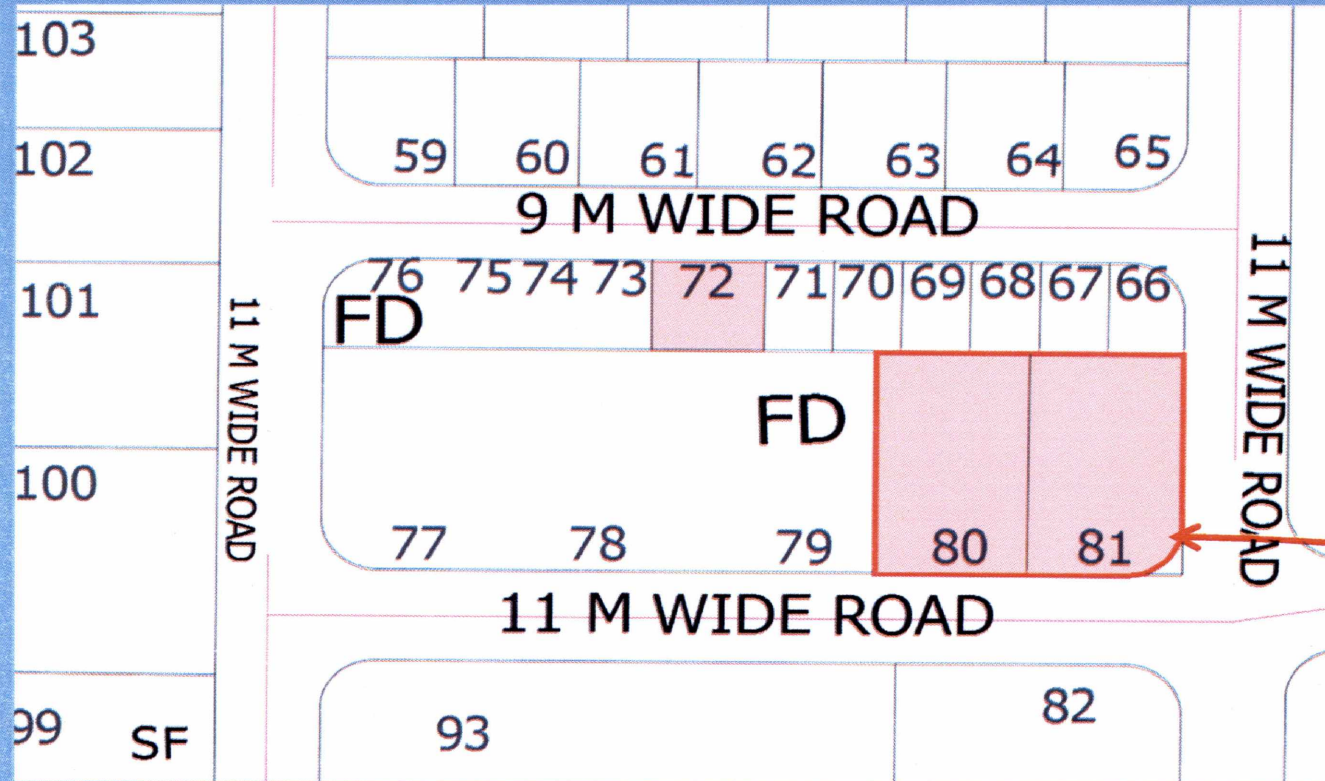 103
102
59 60 61 62 63 64 65
9 M WIDE ROAD
101
76 75 74 73 72 71 70 69 68 67 66
FD
11 M WIDE ROAD
11 M WIDE ROAD
FD
100
77 78 79 80 81
11 M WIDE ROAD
99 SF
93
82